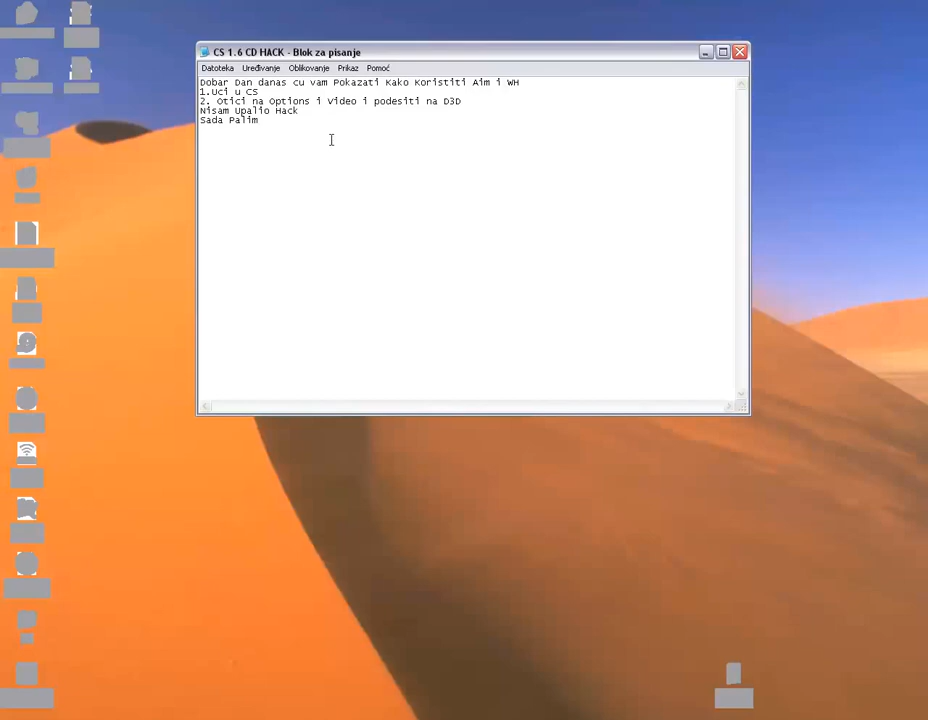 CS 1.6 CD HACK - Blok za pisanje
Datoteka Uređivanje Oblikovanje Prikaz Pomoć
Dobar Dan danas cu vam Pokazati Kako Koristiti Aim i WH
1.Uci u CS
2. Otici na Options i Video i podesiti na D3D
Nisam Upalio Hack
Sada Palim